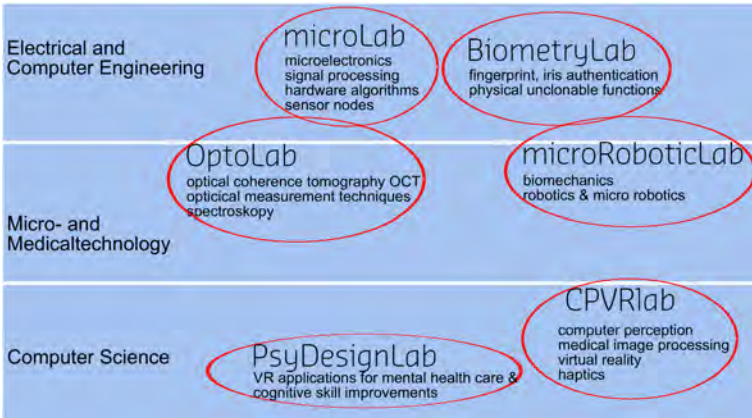 Electrical and
Computer Engineering
microLab
microelectronics
signal processing
hardware algorithms
sensor nodes
BiometryLab
fingerprint, iris authentication
physical unclonable functions
Micro- and
Medicaltechnology
OptoLab
optical coherence tomography OCT
opticical measurement techniques
spectroskopy
microRoboticLab
biomechanics
robotics & micro robotics
Computer Science
PsyDesignLab
VR applications for mental health care &
cognitive skill improvements
CPVRlab
computer perception
medical image processing
virtual reality
haptics